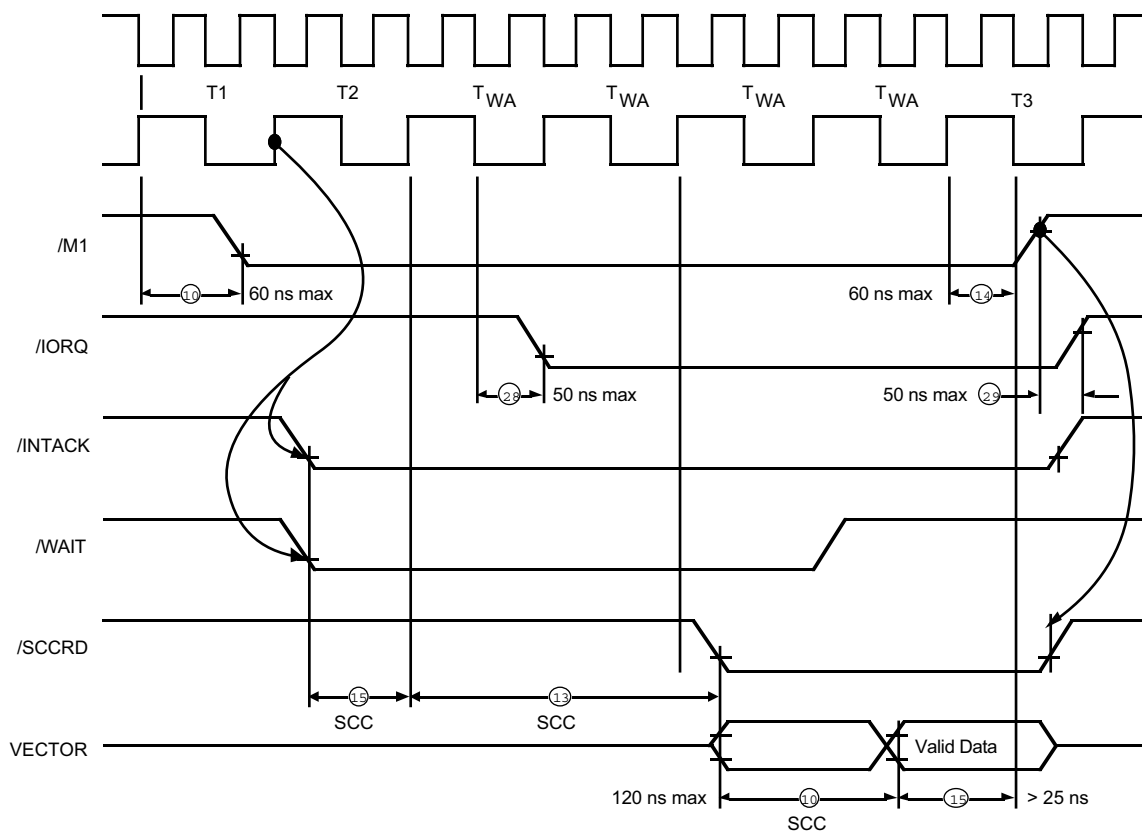 T1 T2 TWA TWA TWA TWA T3
/M1
10 60 ns max 60 ns max 14
/IORQ
28 50 ns max 50 ns max 29
/INTACK
/WAIT
/SCCRD
15 13
SCC SCC
VECTOR Valid Data
120 ns max 10 15 > 25 ns
SCC